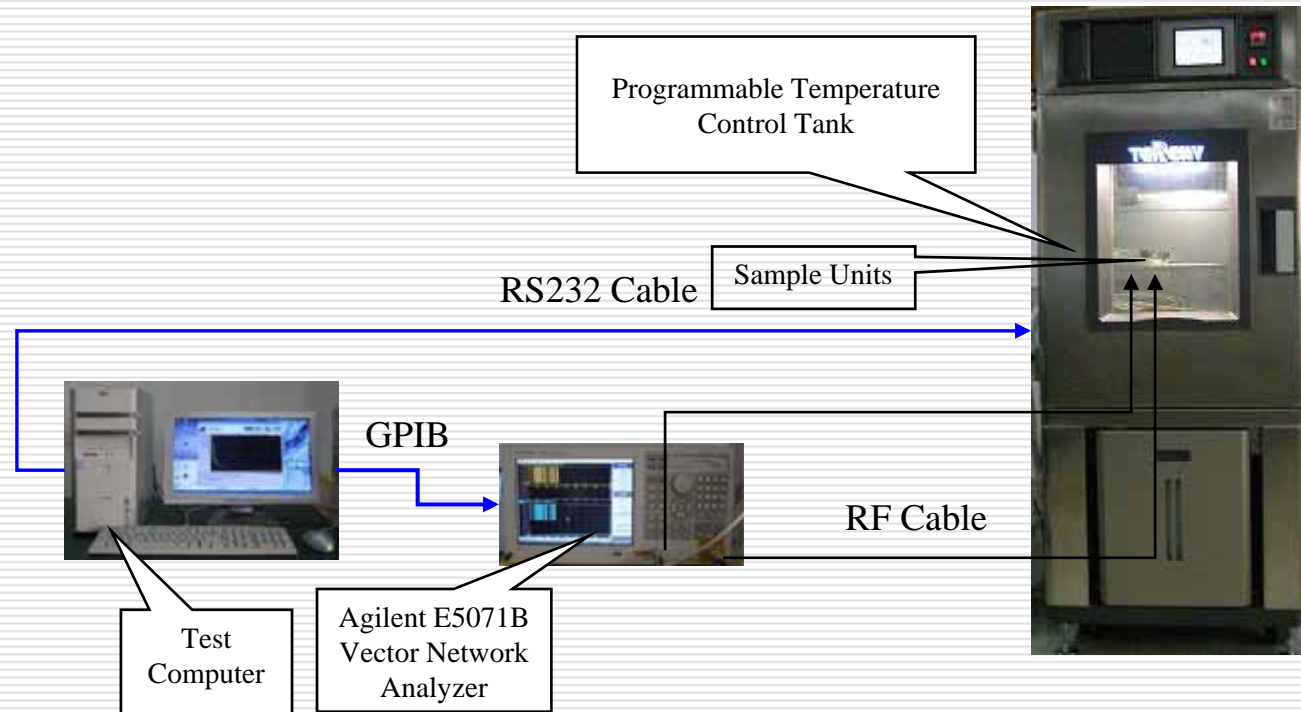 Programmable Temperature
Control Tank
Sample Units
RS232 Cable
GPIB
RF Cable
Test
Computer
Agilent E5071B
Vector Network
Analyzer